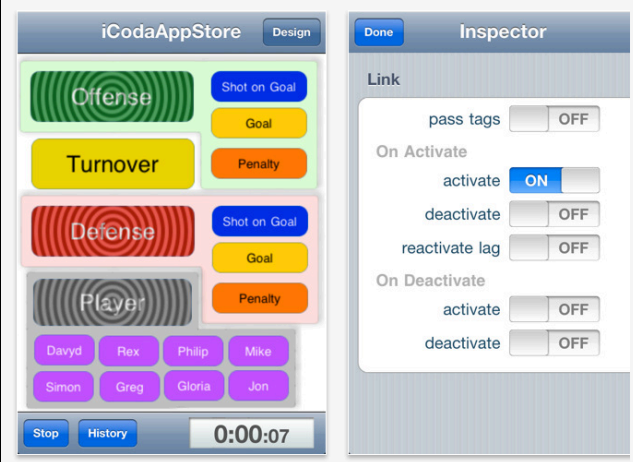 iCodaAppStore Design
Offense
Shot on Goal
Goal
Turnover
Penalty
Defense
Shot on Goal
Goal
Player
Penalty
Davyd Rex Philip Mike
Simon Greg Gloria Jon
Stop History 0:00:07
Done Inspector
Link
pass tags OFF
On Activate
activate ON
deactivate OFF
reactivate lag OFF
On Deactivate
activate OFF
deactivate OFF